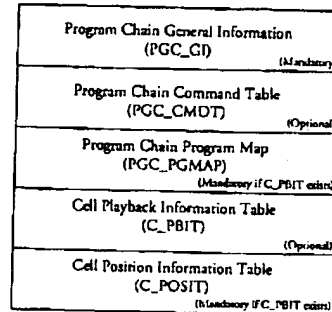 Program Chain General Information
(PGC_GI)
(Mandatory
Program Chain Command Table
(PGC_CMDT)
(Optional
Program Chain Program Map
(PGC_PGMAP)
(Mandatory if C_PBIT exists)
Cell Playback Information Table
(C_PBIT)
(Optional)
Cell Position Information Table
(C_POSIT)
(Mandatory if C_PBIT exists)